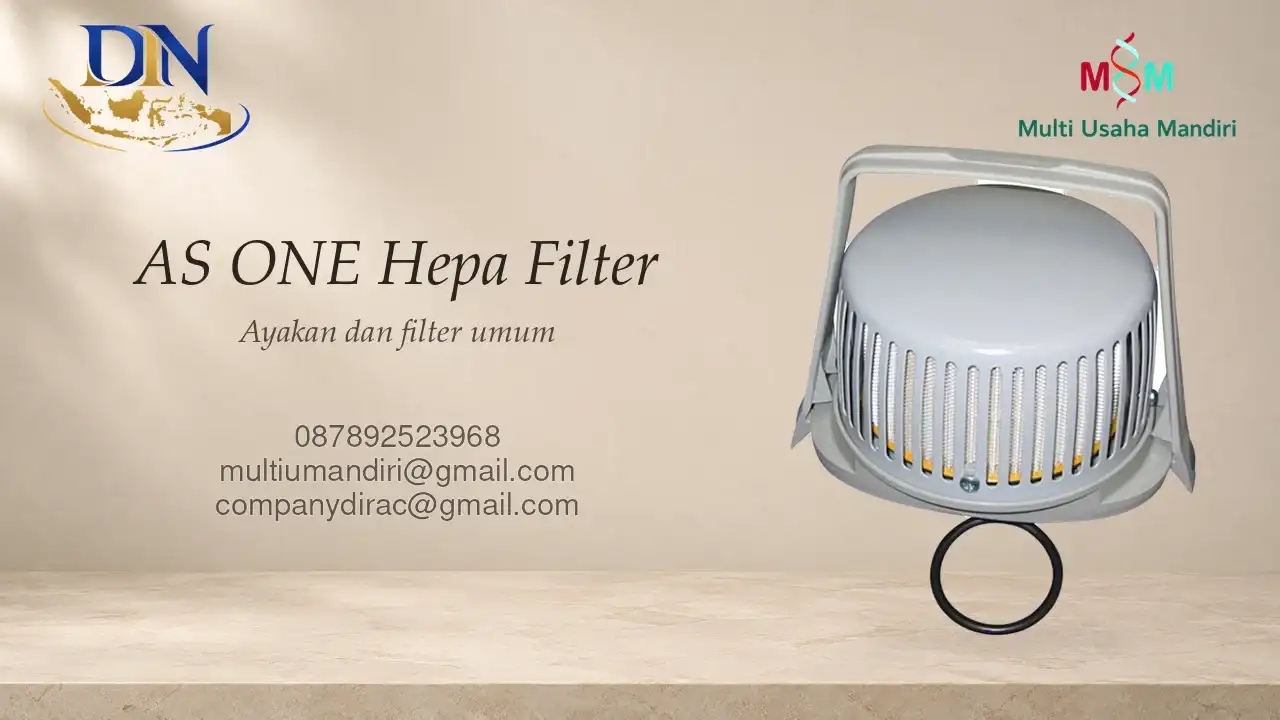 DN
MSM
Multi Usaha Mandiri
AS ONE Hepa Filter
Ayakan dan filter umum
087892523968
multiumandiri@gmail.com
companydirac@gmail.com